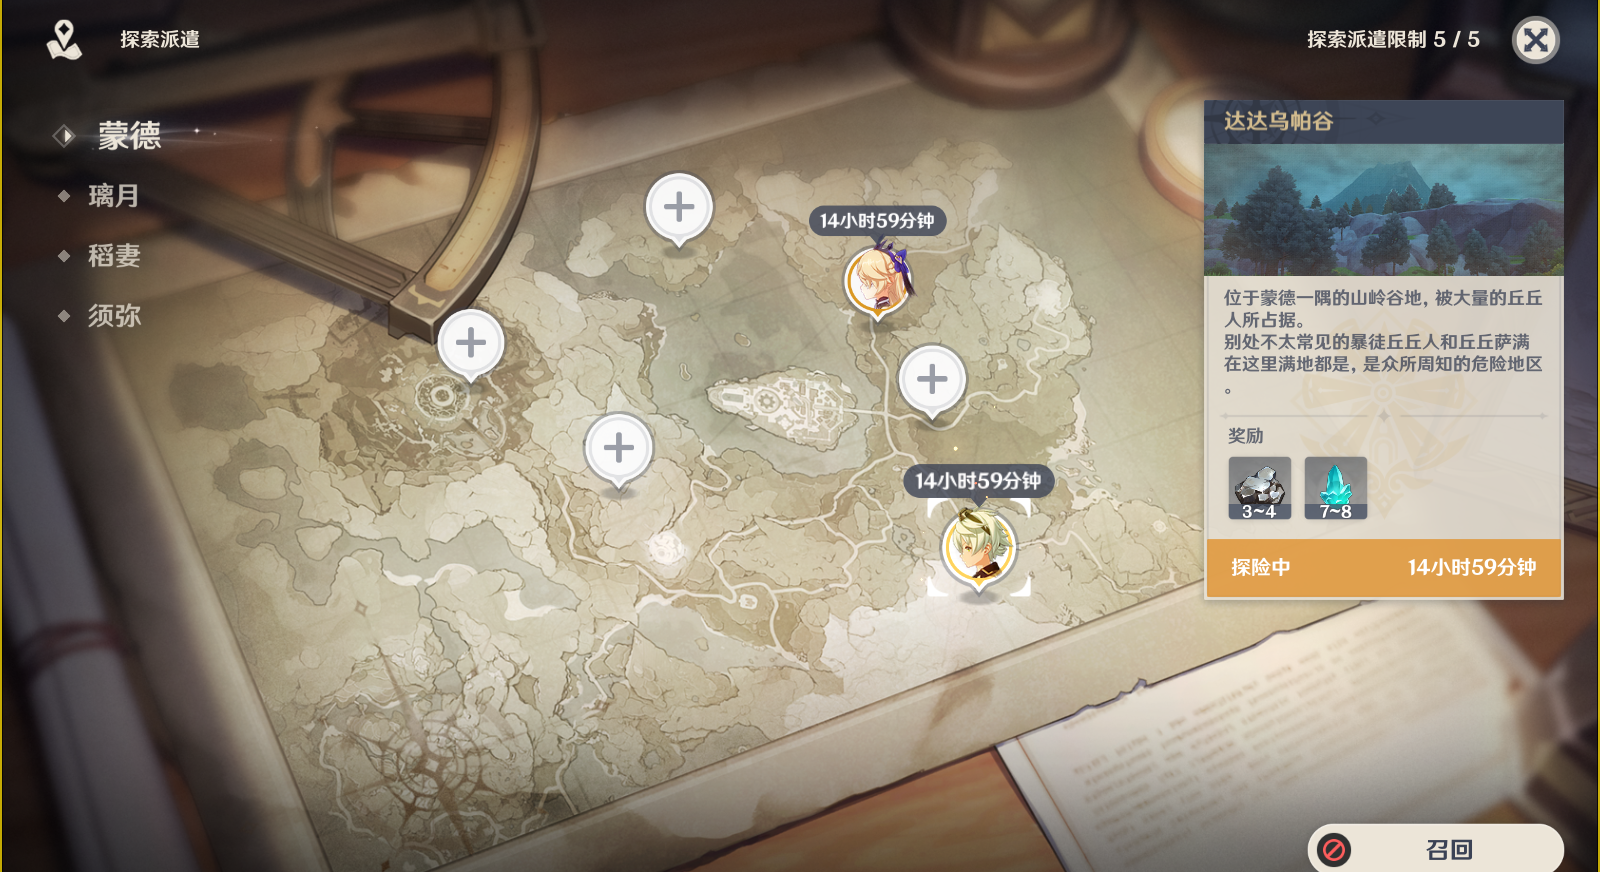 探索派遣
探索派遣限制 5 / 5
蒙德
璃月
稻妻
须弥
14小时59分钟
14小时59分钟
达达乌帕谷
位于蒙德一隅的山岭谷地, 被大量的丘丘
人所占据。
别处不太常见的暴徒丘丘人和丘丘萨满
在这里满地都是, 是众所周知的危险地区
。
奖励
3~4
7~8
探险中
14小时59分钟
召回